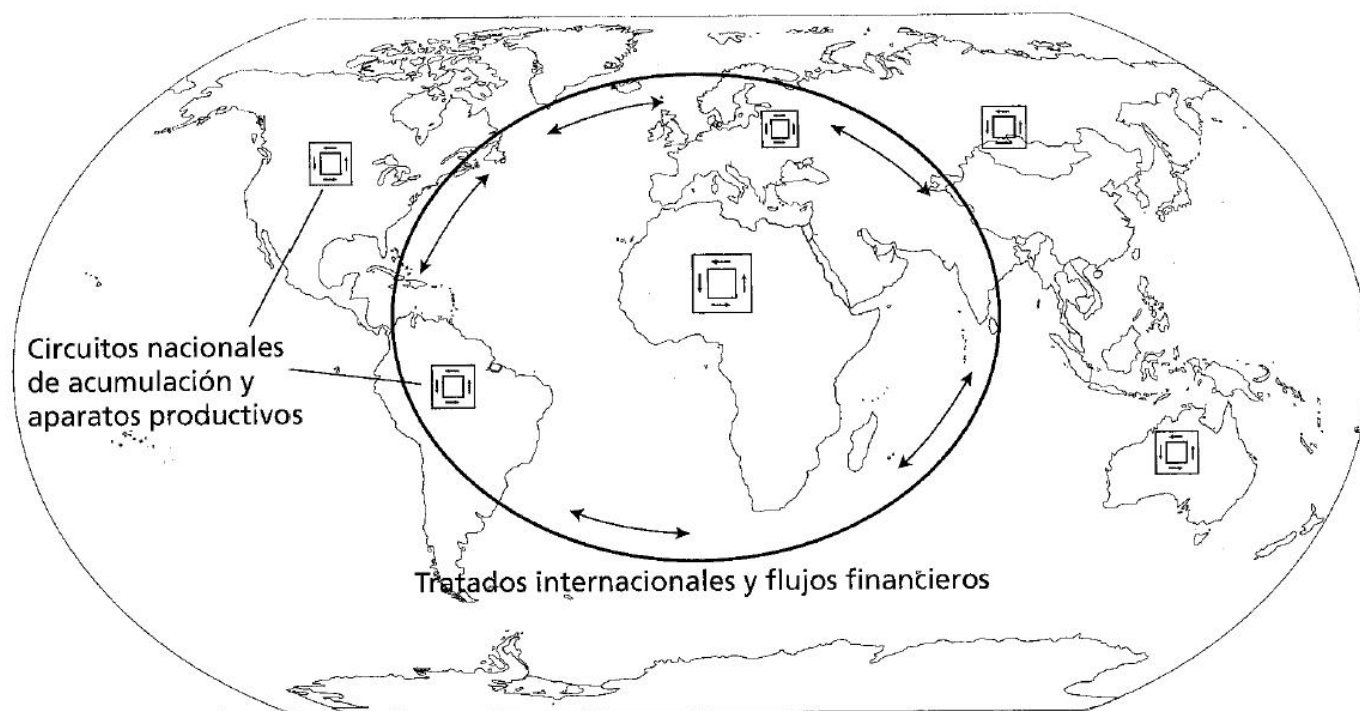 Circuitos nacionales
de acumulación y
aparatos productivos
Tratados internacionales y flujos financieros